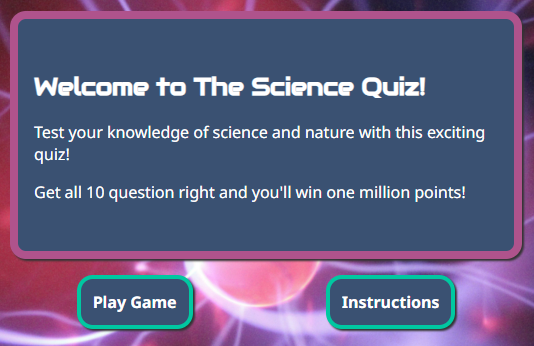 Welcome to The Science Quiz!
Test your knowledge of science and nature with this exciting
quiz!
Get all 10 question right and you'll win one million points!
Play Game
Instructions